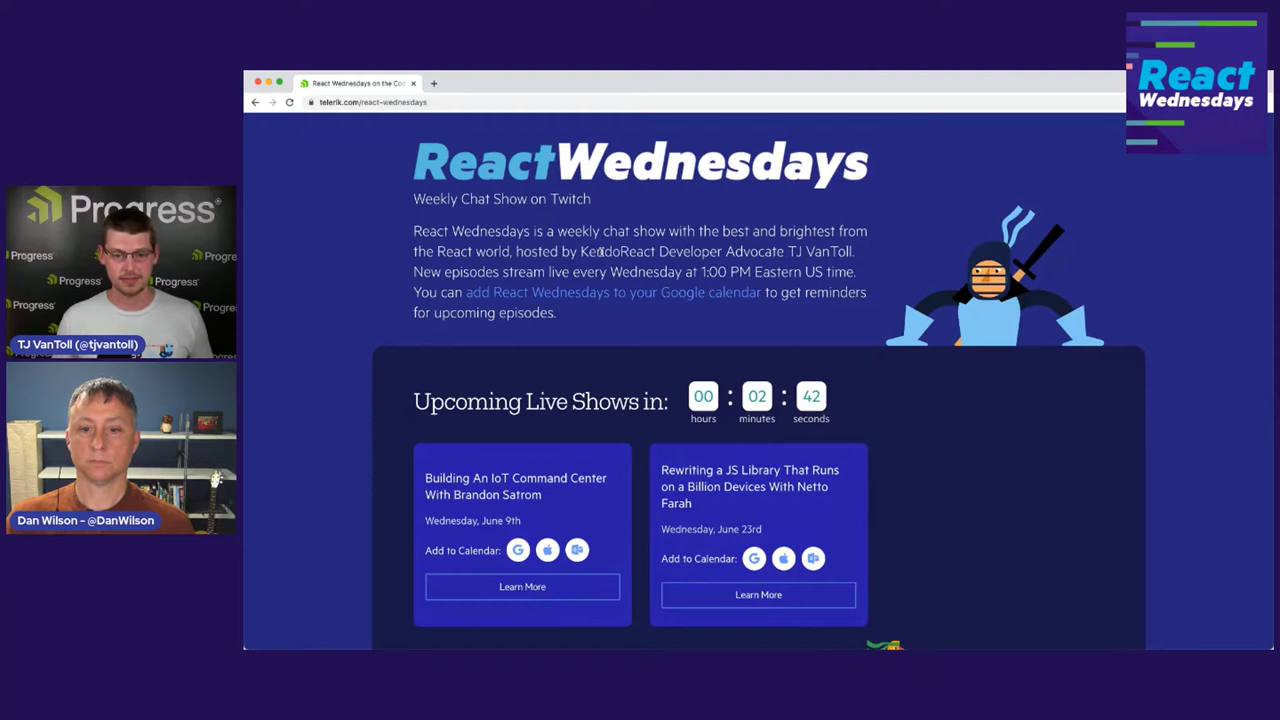 React
Wednesdays
React Wednesdays on the Coc
telerik.com/react-wednesdays
ReactWednesdays
Weekly Chat Show on Twitch
React Wednesdays is a weekly chat show with the best and brightest from
the React world, hosted by KendoReact Developer Advocate TJ VanToll.
New episodes stream live every Wednesday at 1:00 PM Eastern US time.
You can add React Wednesdays to your Google calendar to get reminders
for upcoming episodes.
Upcoming Live Shows in:
00 : 02 : 42
hours minutes seconds
Building An IoT Command Center
With Brandon Satrom
Wednesday, June 9th
Add to Calendar:
Learn More
Rewriting a JS Library That Runs
on a Billion Devices With Netto
Farah
Wednesday, June 23rd
Add to Calendar:
Learn More
Progress
Progress
Progress
Progress
Progress
TJ VanToll (@tjvantoll)
Dan Wilson - @DanWilson